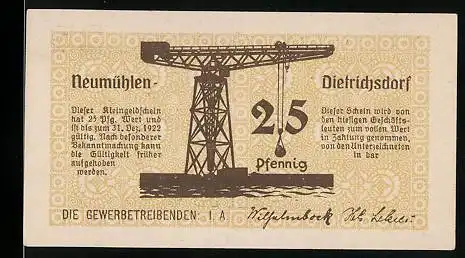 Neumühlen-
Dietrichsdorf
Dieser Kleingeldschein
hat 25 Pfg. Wert und
ist bis zum 31. Dez. 1922
gültig. Nach besonderer
Bekanntmachung kann
die Gültigkeit früher
aufgehoben
werden.
25
Pfennig
Dieser Schein wird von
den hiesigen Geschäfts-
leuten zum vollen Wert
in Zahlung genommen
von den Unterzeichneten
in bar
DIE GEWERBETREIBENDEN I. A
Wilh. Imbock